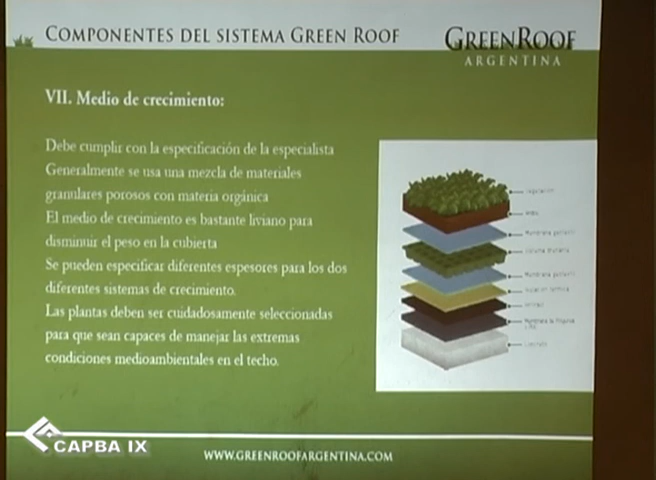 COMPONENTES DEL SISTEMA GREEN ROOF
GREENROOF
ARGENTINA
VII. Medio de crecimiento:
Debe cumplir con la especificación de la especialista
Generalmente se usa una mezcla de materiales
granulares porosos con materia orgánica
El medio de crecimiento es bastante liviano para
disminuir el peso en la cubierta
Se pueden especificar diferentes espesores para los dos
diferentes sistemas de crecimiento.
Las plantas deben ser cuidadosamente seleccionadas
para que sean capaces de manejar las extremas
condiciones medioambientales en el techo.
CAPBA IX
WWW.GREENROOFARGENTINA.COM